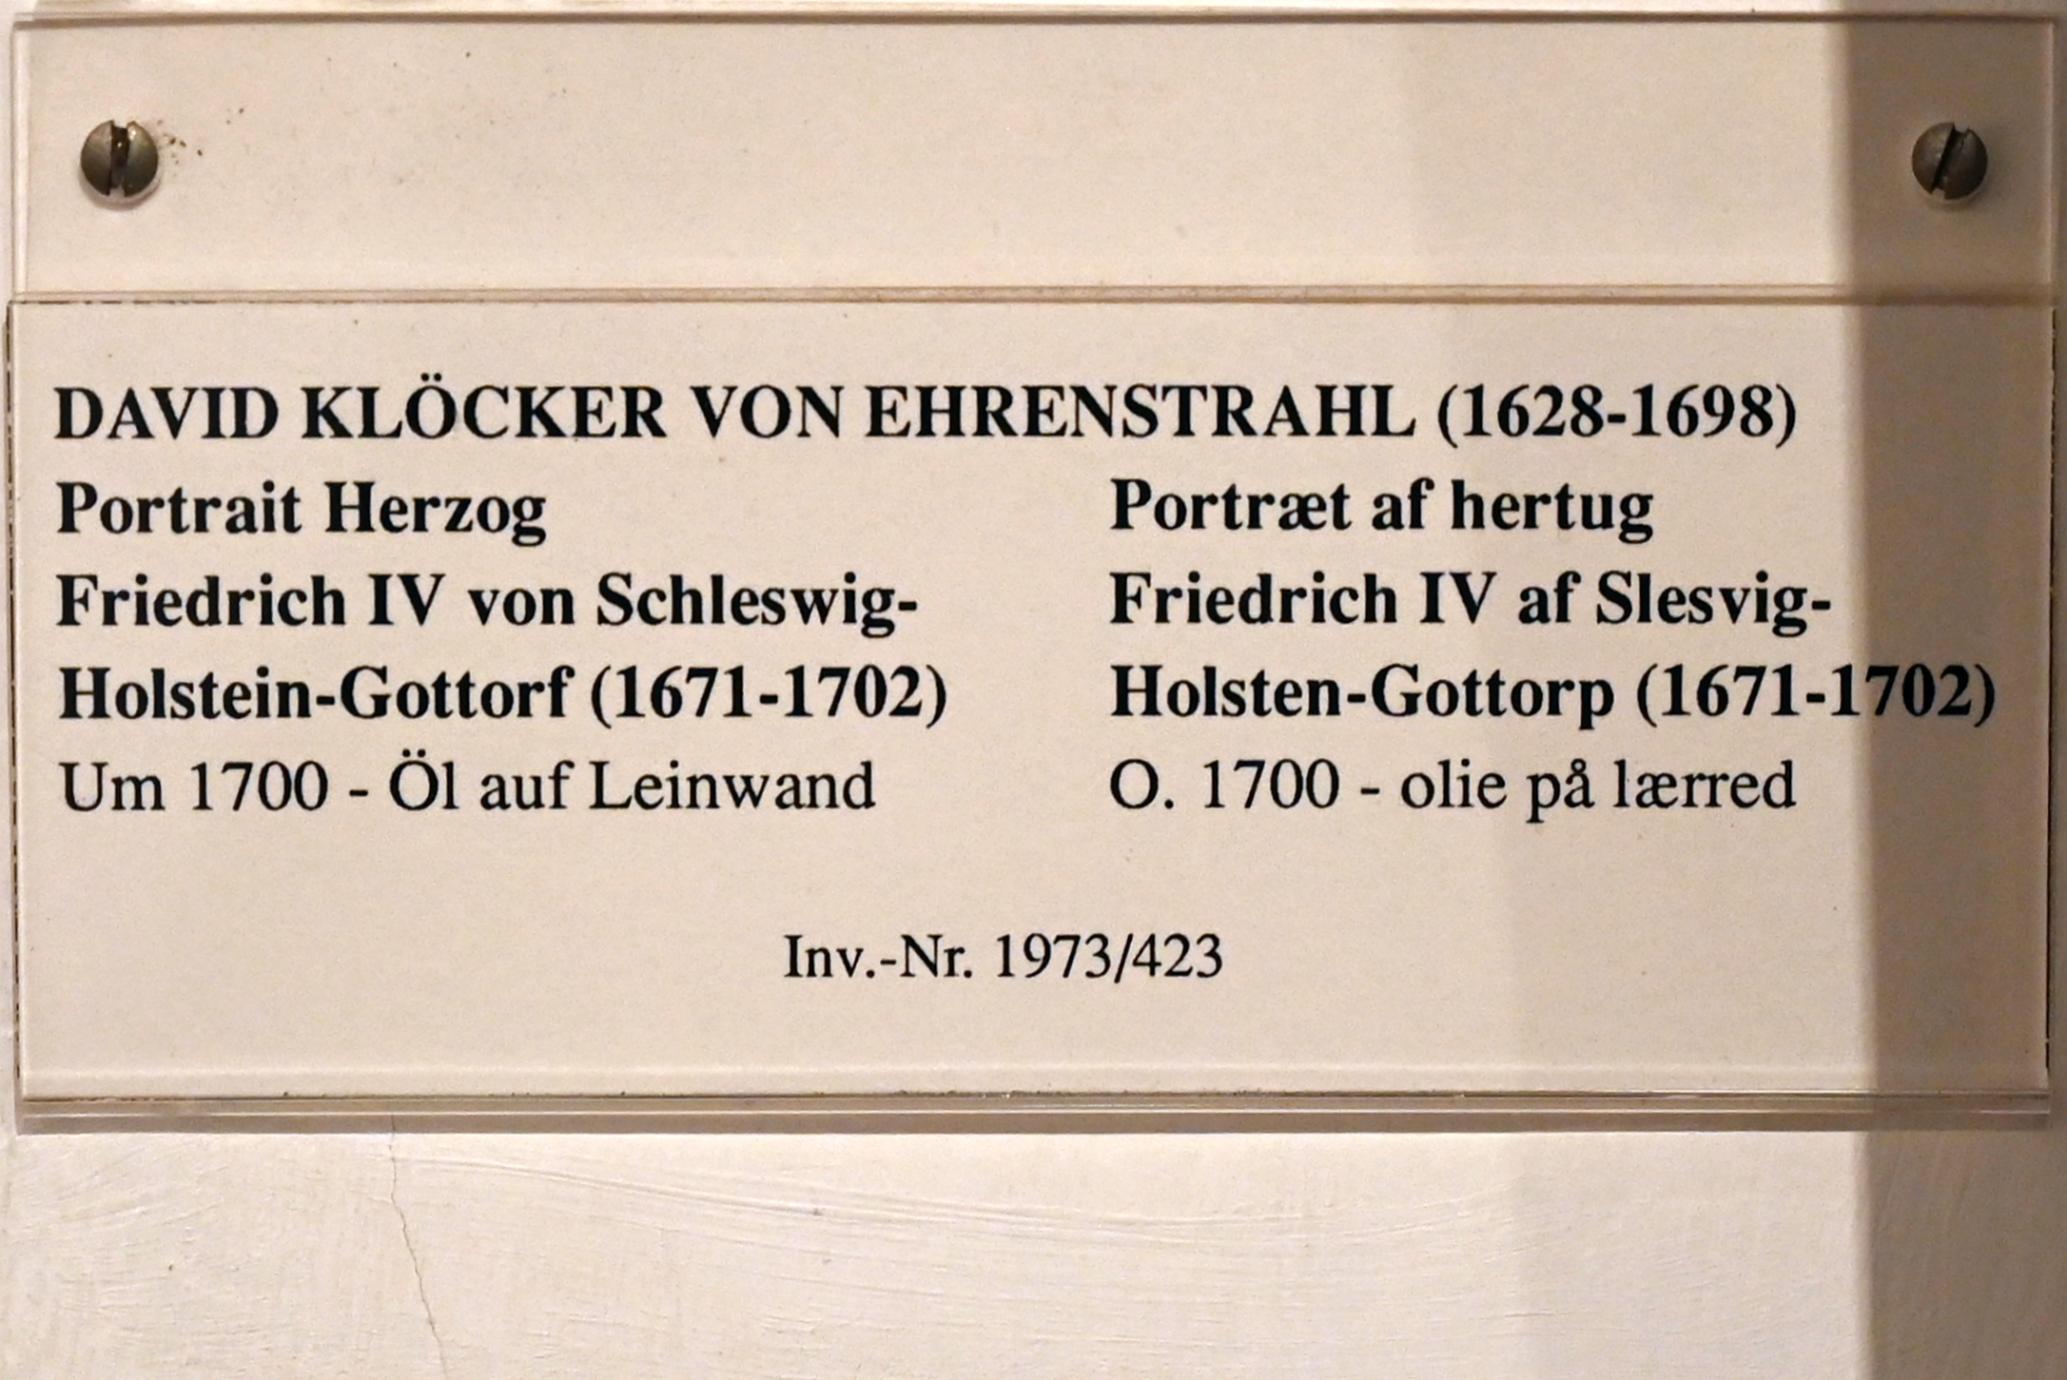 DAVID KLÖCKER VON EHRENSTRAHL (1628-1698)
Portrait Herzog
Friedrich IV von Schleswig-
Holstein-Gottorf (1671-1702)
Um 1700 - Öl auf Leinwand
Portræt af hertug
Friedrich IV af Slesvig-
Holsten-Gottorp (1671-1702)
O. 1700 - olie på lærred
Inv.-Nr. 1973/423